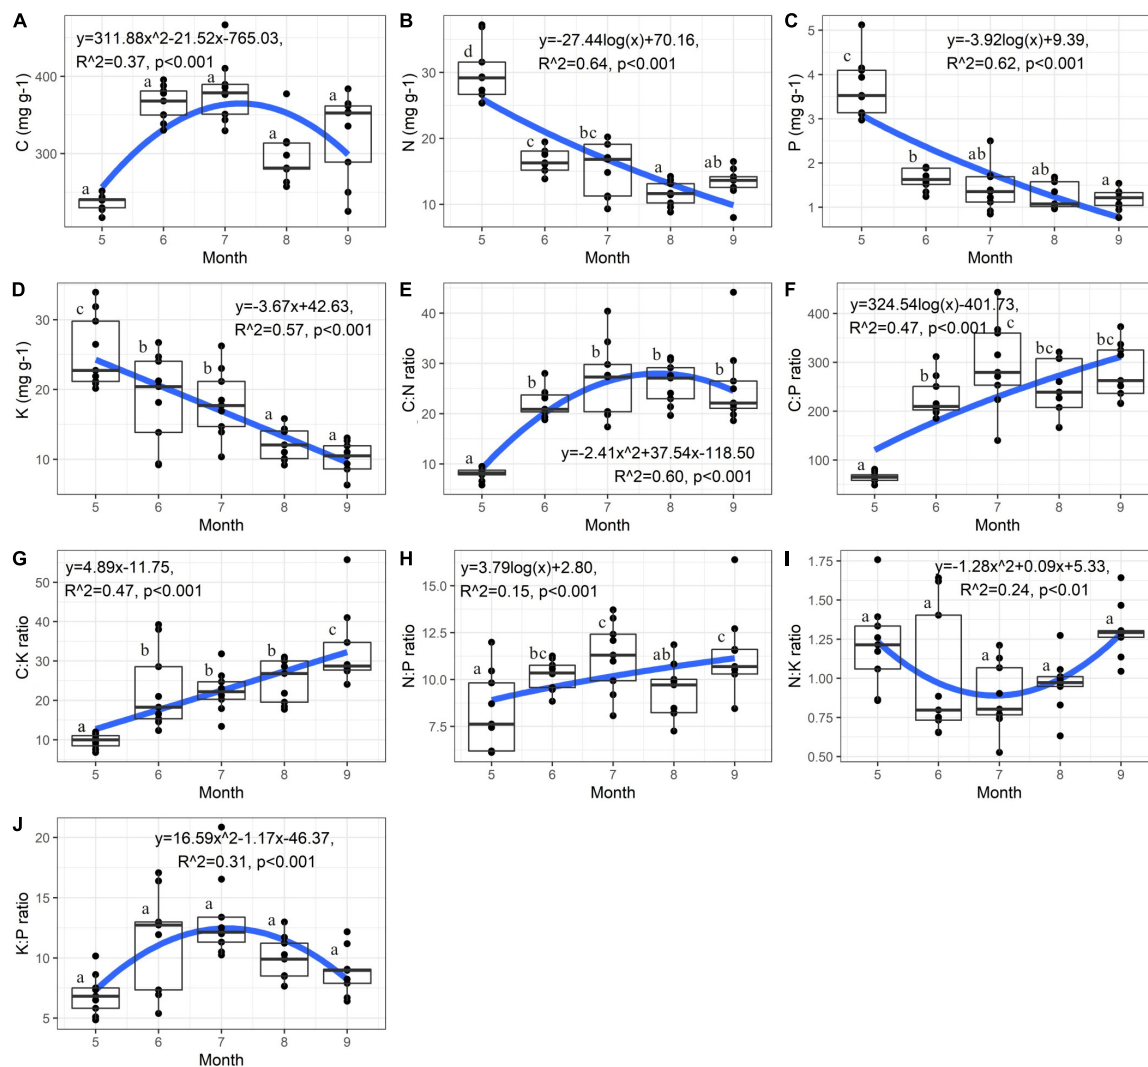 A
y=311.88x^2-21.52x-765.03,
R^2=0.37, p<0.001
C (mg g-1)
400
300
a
a
a
a
a
5 6 7 8 9
Month
B
y=-27.44log(x)+70.16,
R^2=0.64, p<0.001
N (mg g-1)
30
20
10
d
c
bc
a
ab
5 6 7 8 9
Month
C
y=-3.92log(x)+9.39,
R^2=0.62, p<0.001
P (mg g-1)
5
4
3
2
1
c
b
ab
ab
a
5 6 7 8 9
Month
D
y=-3.67x+42.63,
R^2=0.57, p<0.001
K (mg g-1)
30
20
10
c
b
b
a
a
5 6 7 8 9
Month
E
C:N ratio
40
30
20
10
a
b
b
b
b
y=-2.41x^2+37.54x-118.50
R^2=0.60, p<0.001
5 6 7 8 9
Month
F
y=324.54log(x)-401.73,
R^2=0.47, p<0.001
C:P ratio
400
300
200
100
a
b
c
bc
bc
5 6 7 8 9
Month
G
y=4.89x-11.75,
R^2=0.47, p<0.001
C:K ratio
50
40
30
20
10
a
b
b
b
c
5 6 7 8 9
Month
H
y=3.79log(x)+2.80,
R^2=0.15, p<0.001
N:P ratio
15.0
12.5
10.0
7.5
a
bc
c
ab
c
5 6 7 8 9
Month
I
y=-1.28x^2+0.09x+5.33,
R^2=0.24, p<0.01
N:K ratio
1.75
1.50
1.25
1.00
0.75
0.50
a
a
a
a
a
5 6 7 8 9
Month
J
y=16.59x^2-1.17x-46.37,
R^2=0.31, p<0.001
K:P ratio
20
15
10
5
a
a
a
a
a
5 6 7 8 9
Month